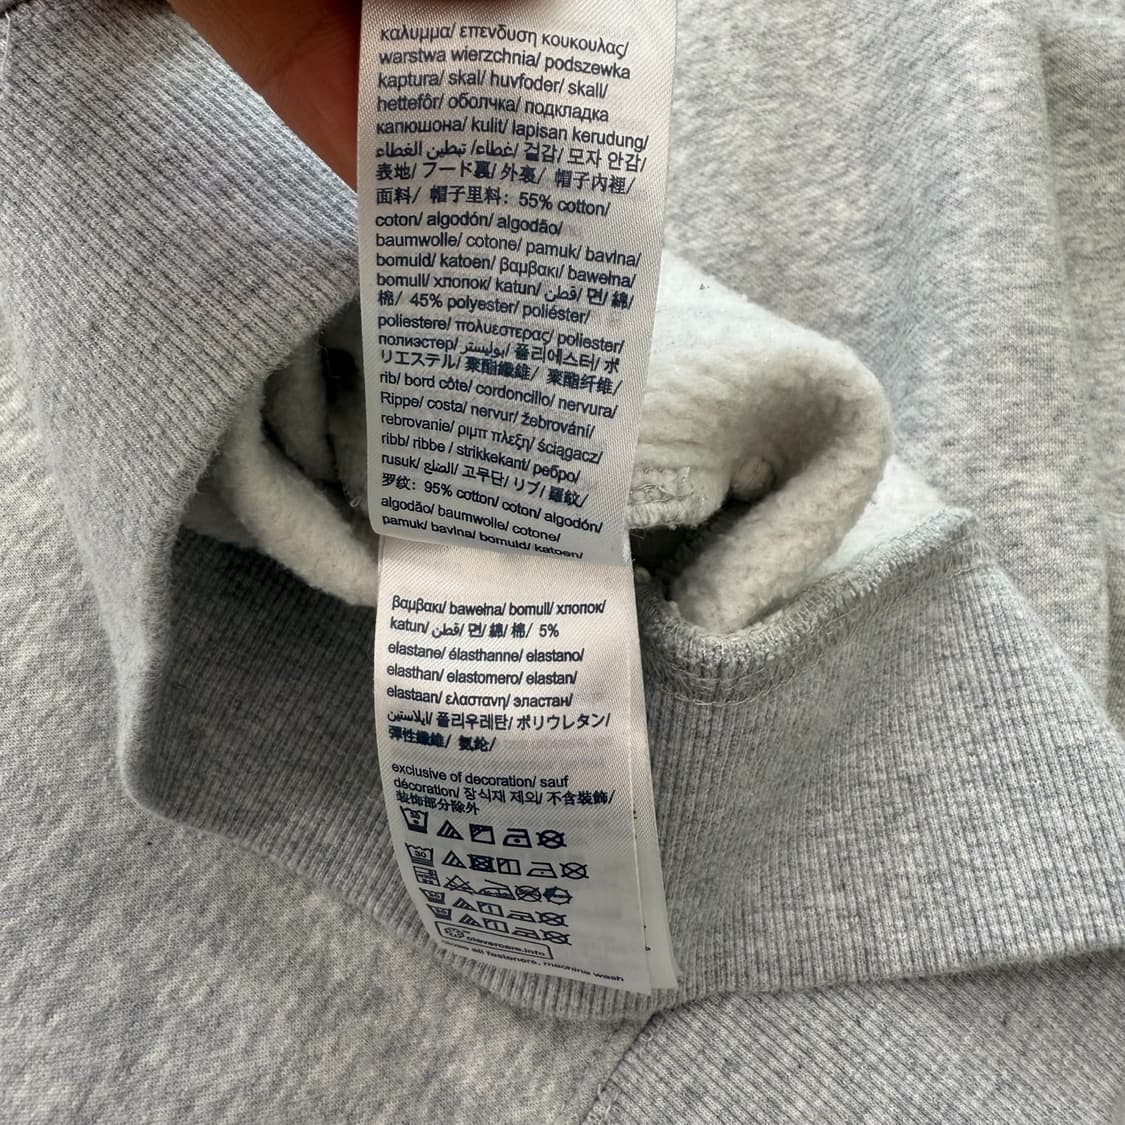 καλυμμα/ επενδυση κουκουλας/
warstwa wierzchnia/ podszewka
kaptura/ skal/ huvfoder/ skall/
hettefôr/ оболчка/ подкладка
капюшона/ kulit/ lapisan kerudung/
غطاء/ تبطين الغطاء/ 겉감/ 모자 안감/
表地/ フード裏/ 外裏/ 帽子內裡/
面料/ 帽子里料: 55% cotton/
coton/ algodón/ algodão/
baumwolle/ cotone/ pamuk/ bavlna/
bomuld/ katoen/ βαμβακι/ bawełna/
bomull/ хлопок/ katun/ قطن/ 면/ 綿/
棉/ 45% polyester/ poliéster/
poliestere/ πολυεστερας/ poliester/
полиэстер/ بوليستر/ 폴리에스터/ ポ
リエステル/ 聚酯纖維/ 聚酯纤维/
rib/ bord côte/ cordoncillo/ nervura/
Rippe/ costa/ nervur/ žebrování/
rebrovanie/ ριμπ πλεξη/ ściągacz/
ribb/ ribbe / strikkekant/ ребро/
rusuk/ الضلع/ 고무단/ リブ/ 羅紋/
罗纹: 95% cotton/ coton/ algodón/
algodão/ baumwolle/ cotone/
pamuk/ bavlna/ bomuld/ katoen/
βαμβακι/ bawełna/ bomull/ хлопок/
katun/ قطن/ 면/ 綿/ 棉/ 5%
elastane/ élasthanne/ elastano/
elasthan/ elastomero/ elastan/
elastaan/ ελαστανη/ эластан/
ايلاستين/ 폴리우레탄/ ポリウレタン/
彈性纖維/ 氨纶/
exclusive of decoration/ sauf
décoration/ 장식재 제외/ 不含裝飾/
装饰部分除外
30
30
clevercare.info
close all fasteners, machine wash